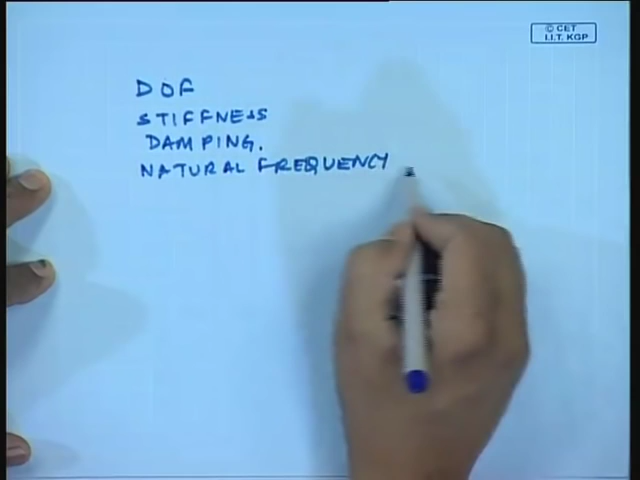 © CET
I.I.T. KGP
DOF
STIFFNESS
DAMPING.
NATURAL FREQUENCY